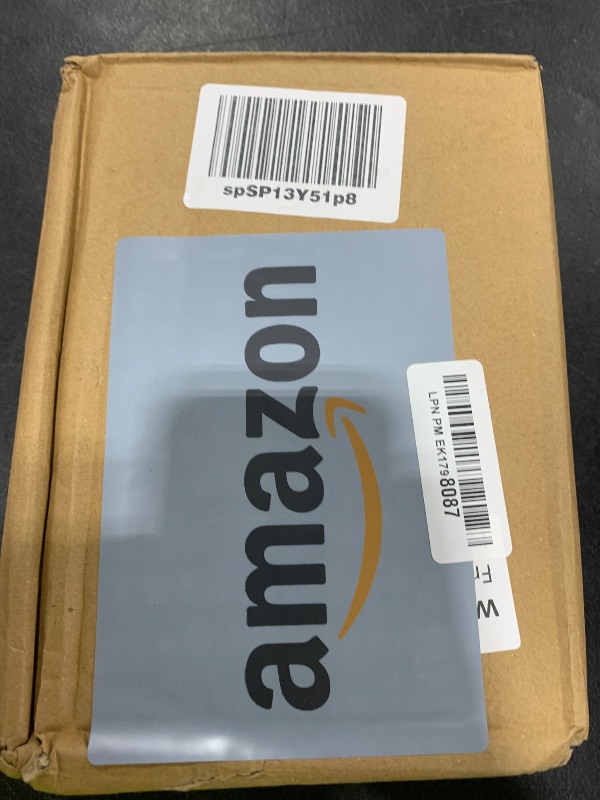 spSP13Y51p8
amazon
LPN PM EK1798087
W